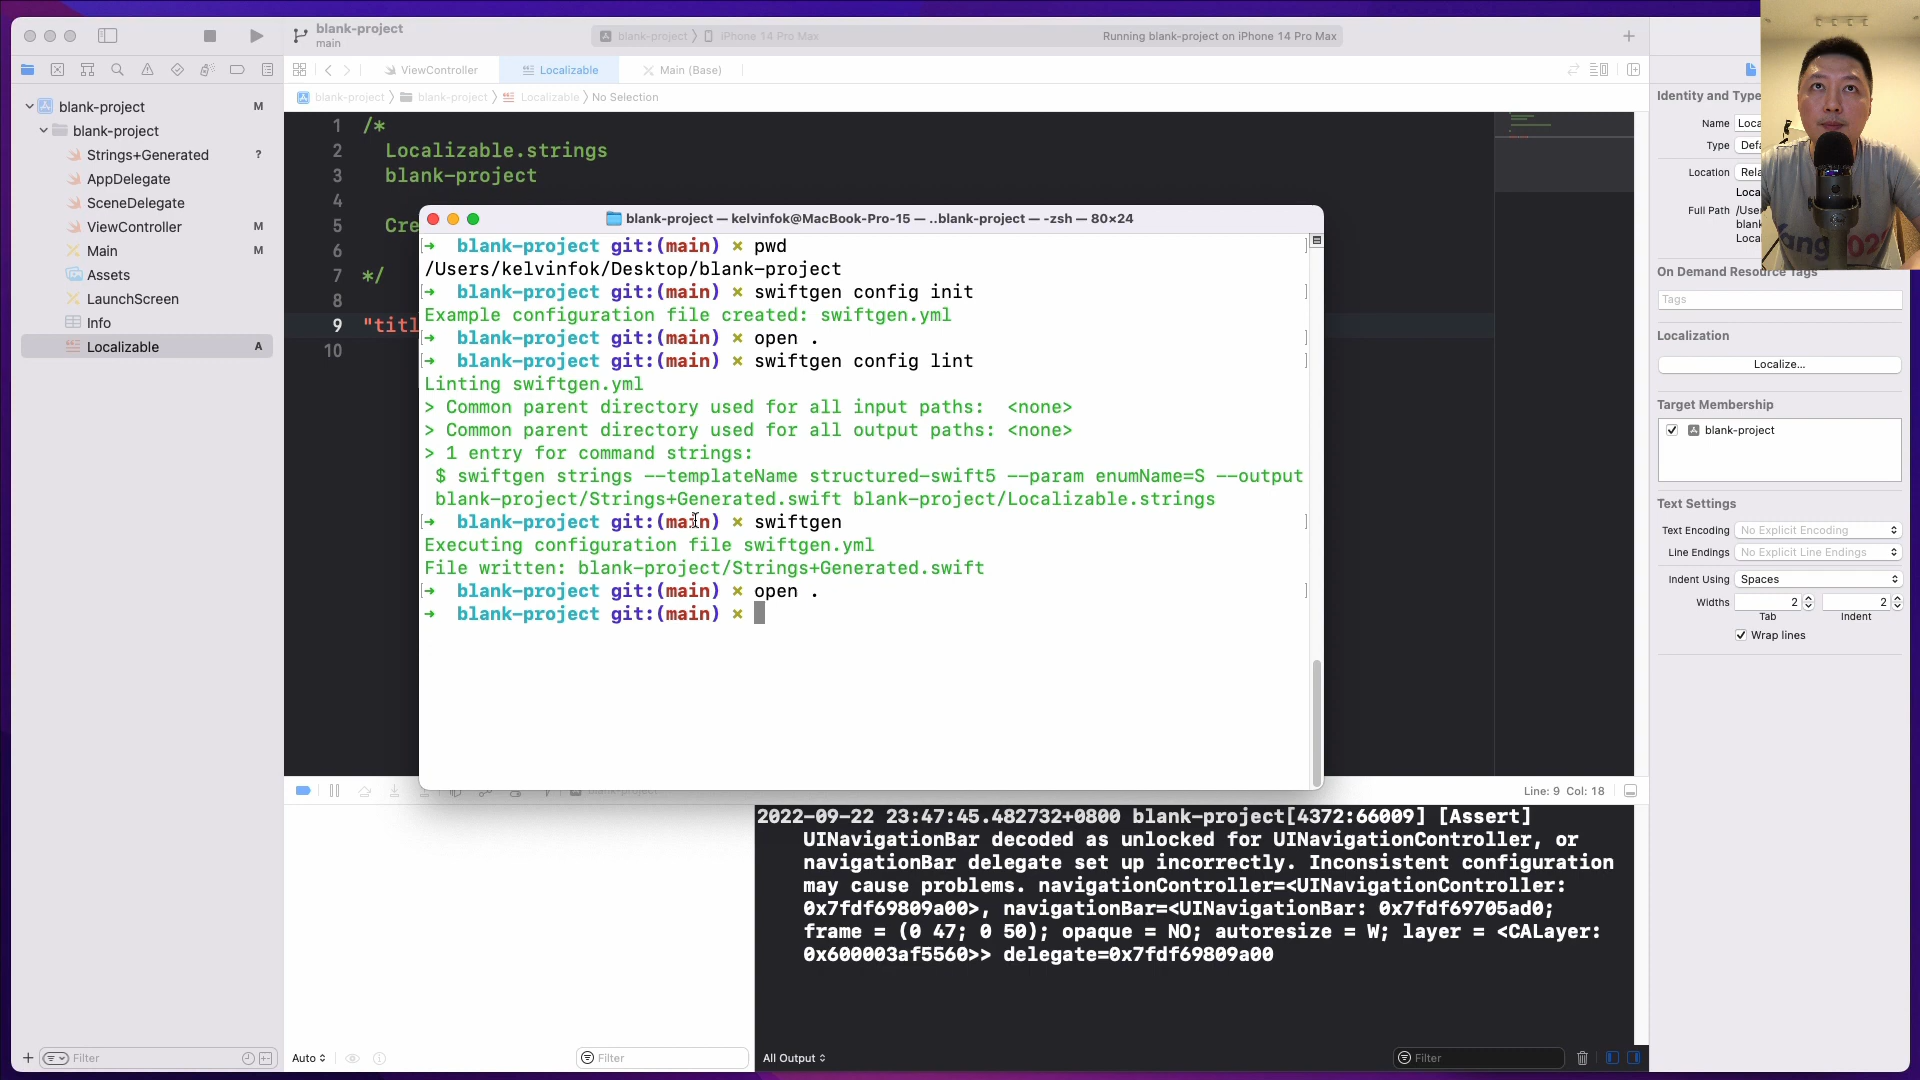 blank-project
main
blank-project 〉 iPhone 14 Pro Max
Running blank-project on iPhone 14 Pro Max
ViewController
Localizable
Main (Base)
blank-project 〉 blank-project 〉 Localizable 〉 No Selection
blank-project M
blank-project
Strings+Generated ?
AppDelegate
SceneDelegate
ViewController M
Main M
Assets
LaunchScreen
Info
Localizable A
Filter
1 /*
2 Localizable.strings
3 blank-project
4
5 Cre
6
7 */
8
9 "titl
10
blank-project — kelvinfok@MacBook-Pro-15 — ..blank-project — -zsh — 80×24
➜ blank-project git:(main) × pwd
/Users/kelvinfok/Desktop/blank-project
➜ blank-project git:(main) × swiftgen config init
Example configuration file created: swiftgen.yml
➜ blank-project git:(main) × open .
➜ blank-project git:(main) × swiftgen config lint
Linting swiftgen.yml
> Common parent directory used for all input paths: <none>
> Common parent directory used for all output paths: <none>
> 1 entry for command strings:
$ swiftgen strings --templateName structured-swift5 --param enumName=S --output
blank-project/Strings+Generated.swift blank-project/Localizable.strings
➜ blank-project git:(main) × swiftgen
Executing configuration file swiftgen.yml
File written: blank-project/Strings+Generated.swift
➜ blank-project git:(main) × open .
➜ blank-project git:(main) ×
Line: 9 Col: 18
2022-09-22 23:47:45.482732+0800 blank-project[4372:66009] [Assert]
UINavigationBar decoded as unlocked for UINavigationController, or
navigationBar delegate set up incorrectly. Inconsistent configuration
may cause problems. navigationController=<UINavigationController:
0x7fdf69809a00>, navigationBar=<UINavigationBar: 0x7fdf69705ad0;
frame = (0 47; 0 50); opaque = NO; autoresize = W; layer = <CALayer:
0x600003af5560>> delegate=0x7fdf69809a00
Auto
Filter
All Output
Filter
Identity and Type
Name Loca
Type Defa
Location Rela
Loca
Full Path /User
blank
Loca
On Demand Resource Tags
Tags
Localization
Localize...
Target Membership
blank-project
Text Settings
Text Encoding No Explicit Encoding
Line Endings No Explicit Line Endings
Indent Using Spaces
Widths 2 2
Tab Indent
Wrap lines